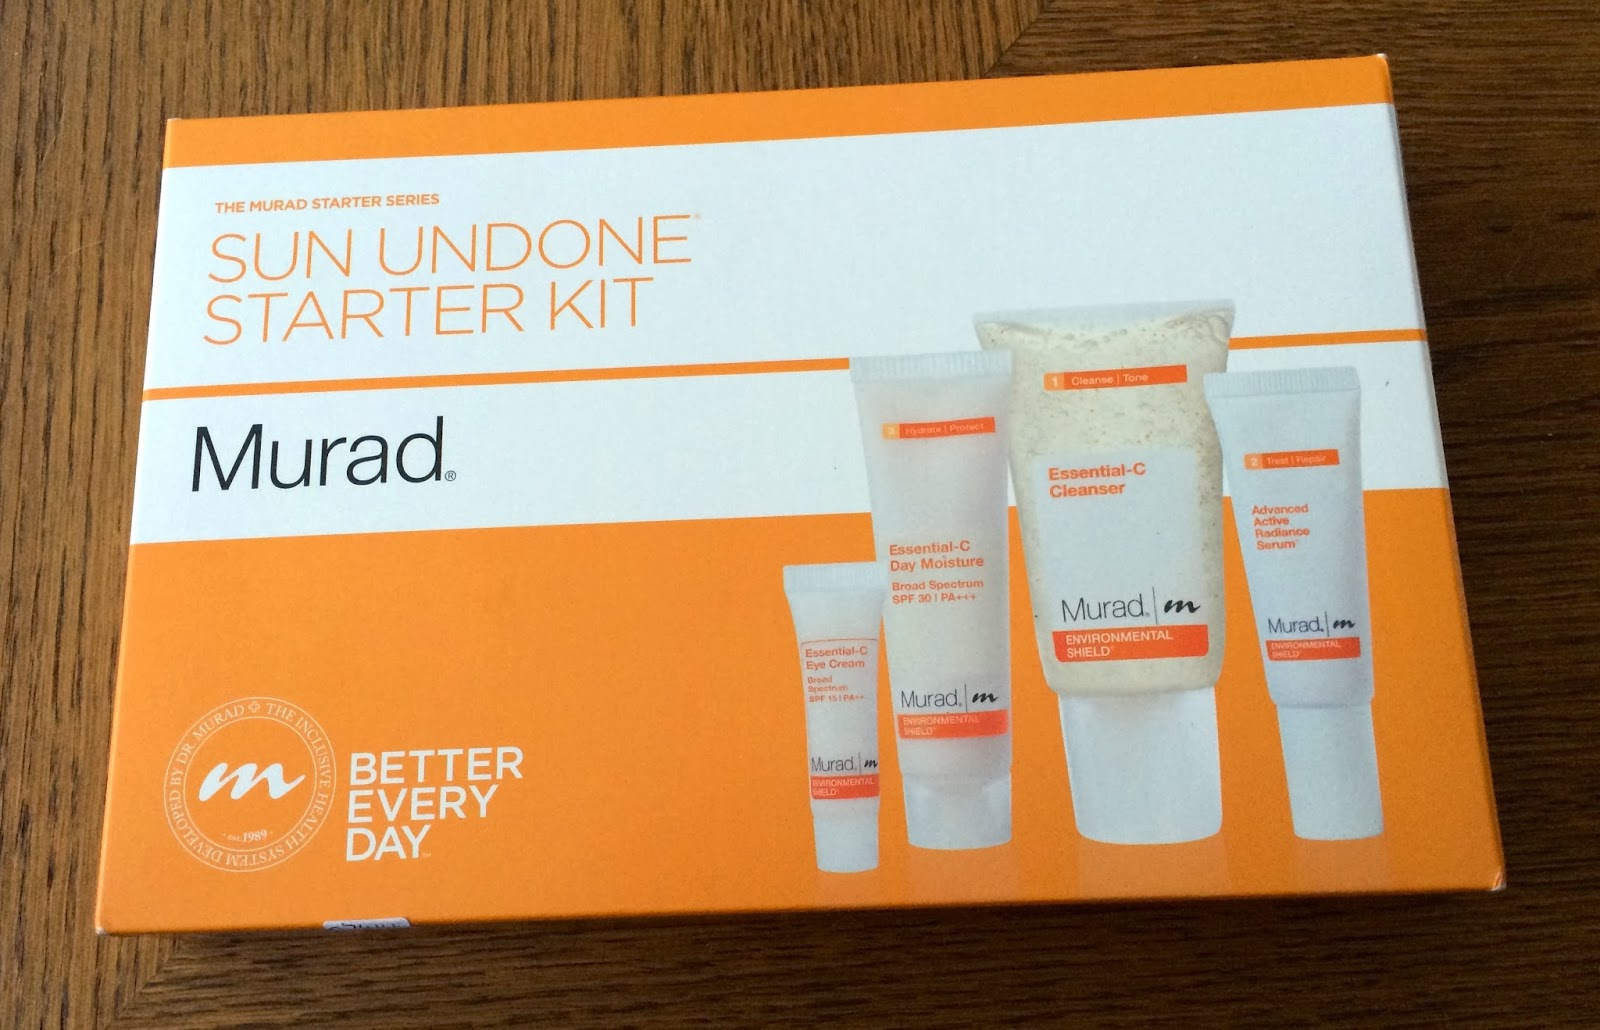 THE MURAD STARTER SERIES
SUN UNDONE®
STARTER KIT
Murad®
DEVELOPED BY DR. MURAD + THE INCLUSIVE HEALTH SYSTEM
m
· EST. 1989 ·
BETTER
EVERY
DAY™
Essential-C
Eye Cream
Broad
Spectrum
SPF 15 | PA++
Murad® | m
ENVIRONMENTAL
SHIELD®
3 Hydrate | Protect
Essential-C
Day Moisture
Broad Spectrum
SPF 30 | PA+++
Murad® | m
ENVIRONMENTAL
SHIELD®
1 Cleanse | Tone
Essential-C
Cleanser
Murad® | m
ENVIRONMENTAL
SHIELD®
2 Treat | Repair
Advanced
Active
Radiance
Serum™
Murad® | m
ENVIRONMENTAL
SHIELD®